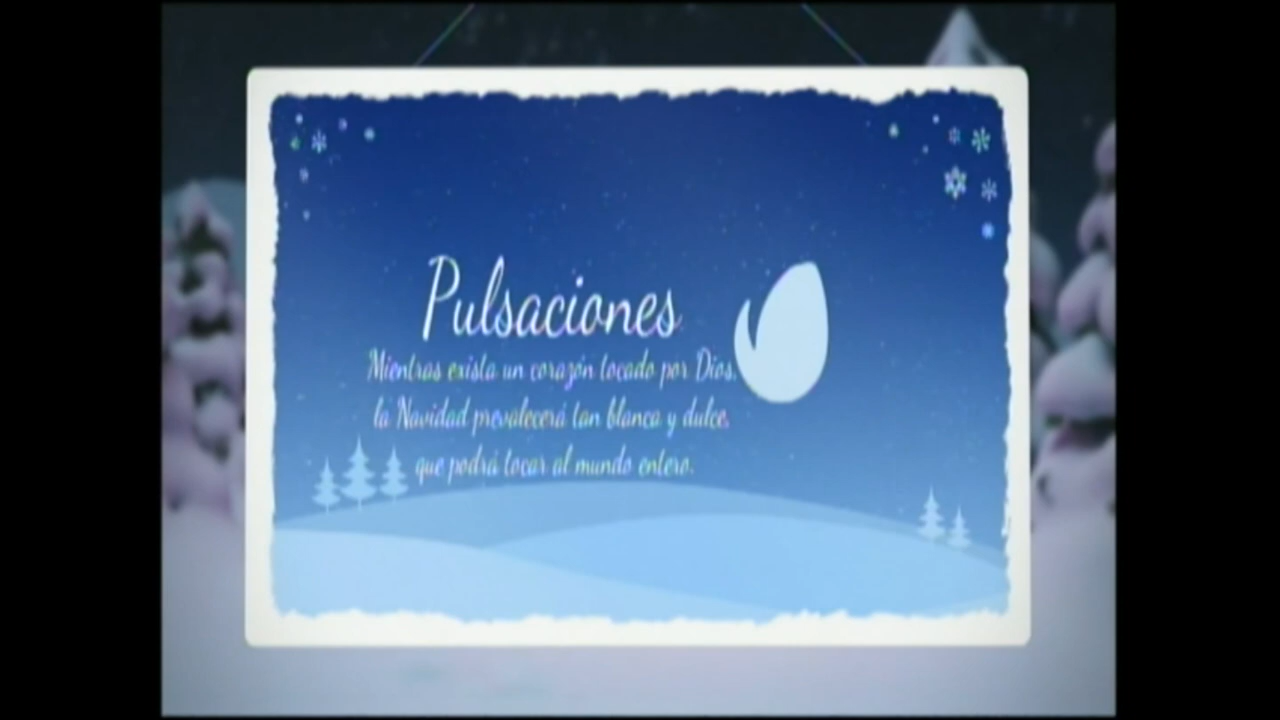 Pulsaciones
Mientras exista un corazón tocado por Dios,
la Navidad prevalecerá tan blanca y dulce,
que podrá tocar al mundo entero.